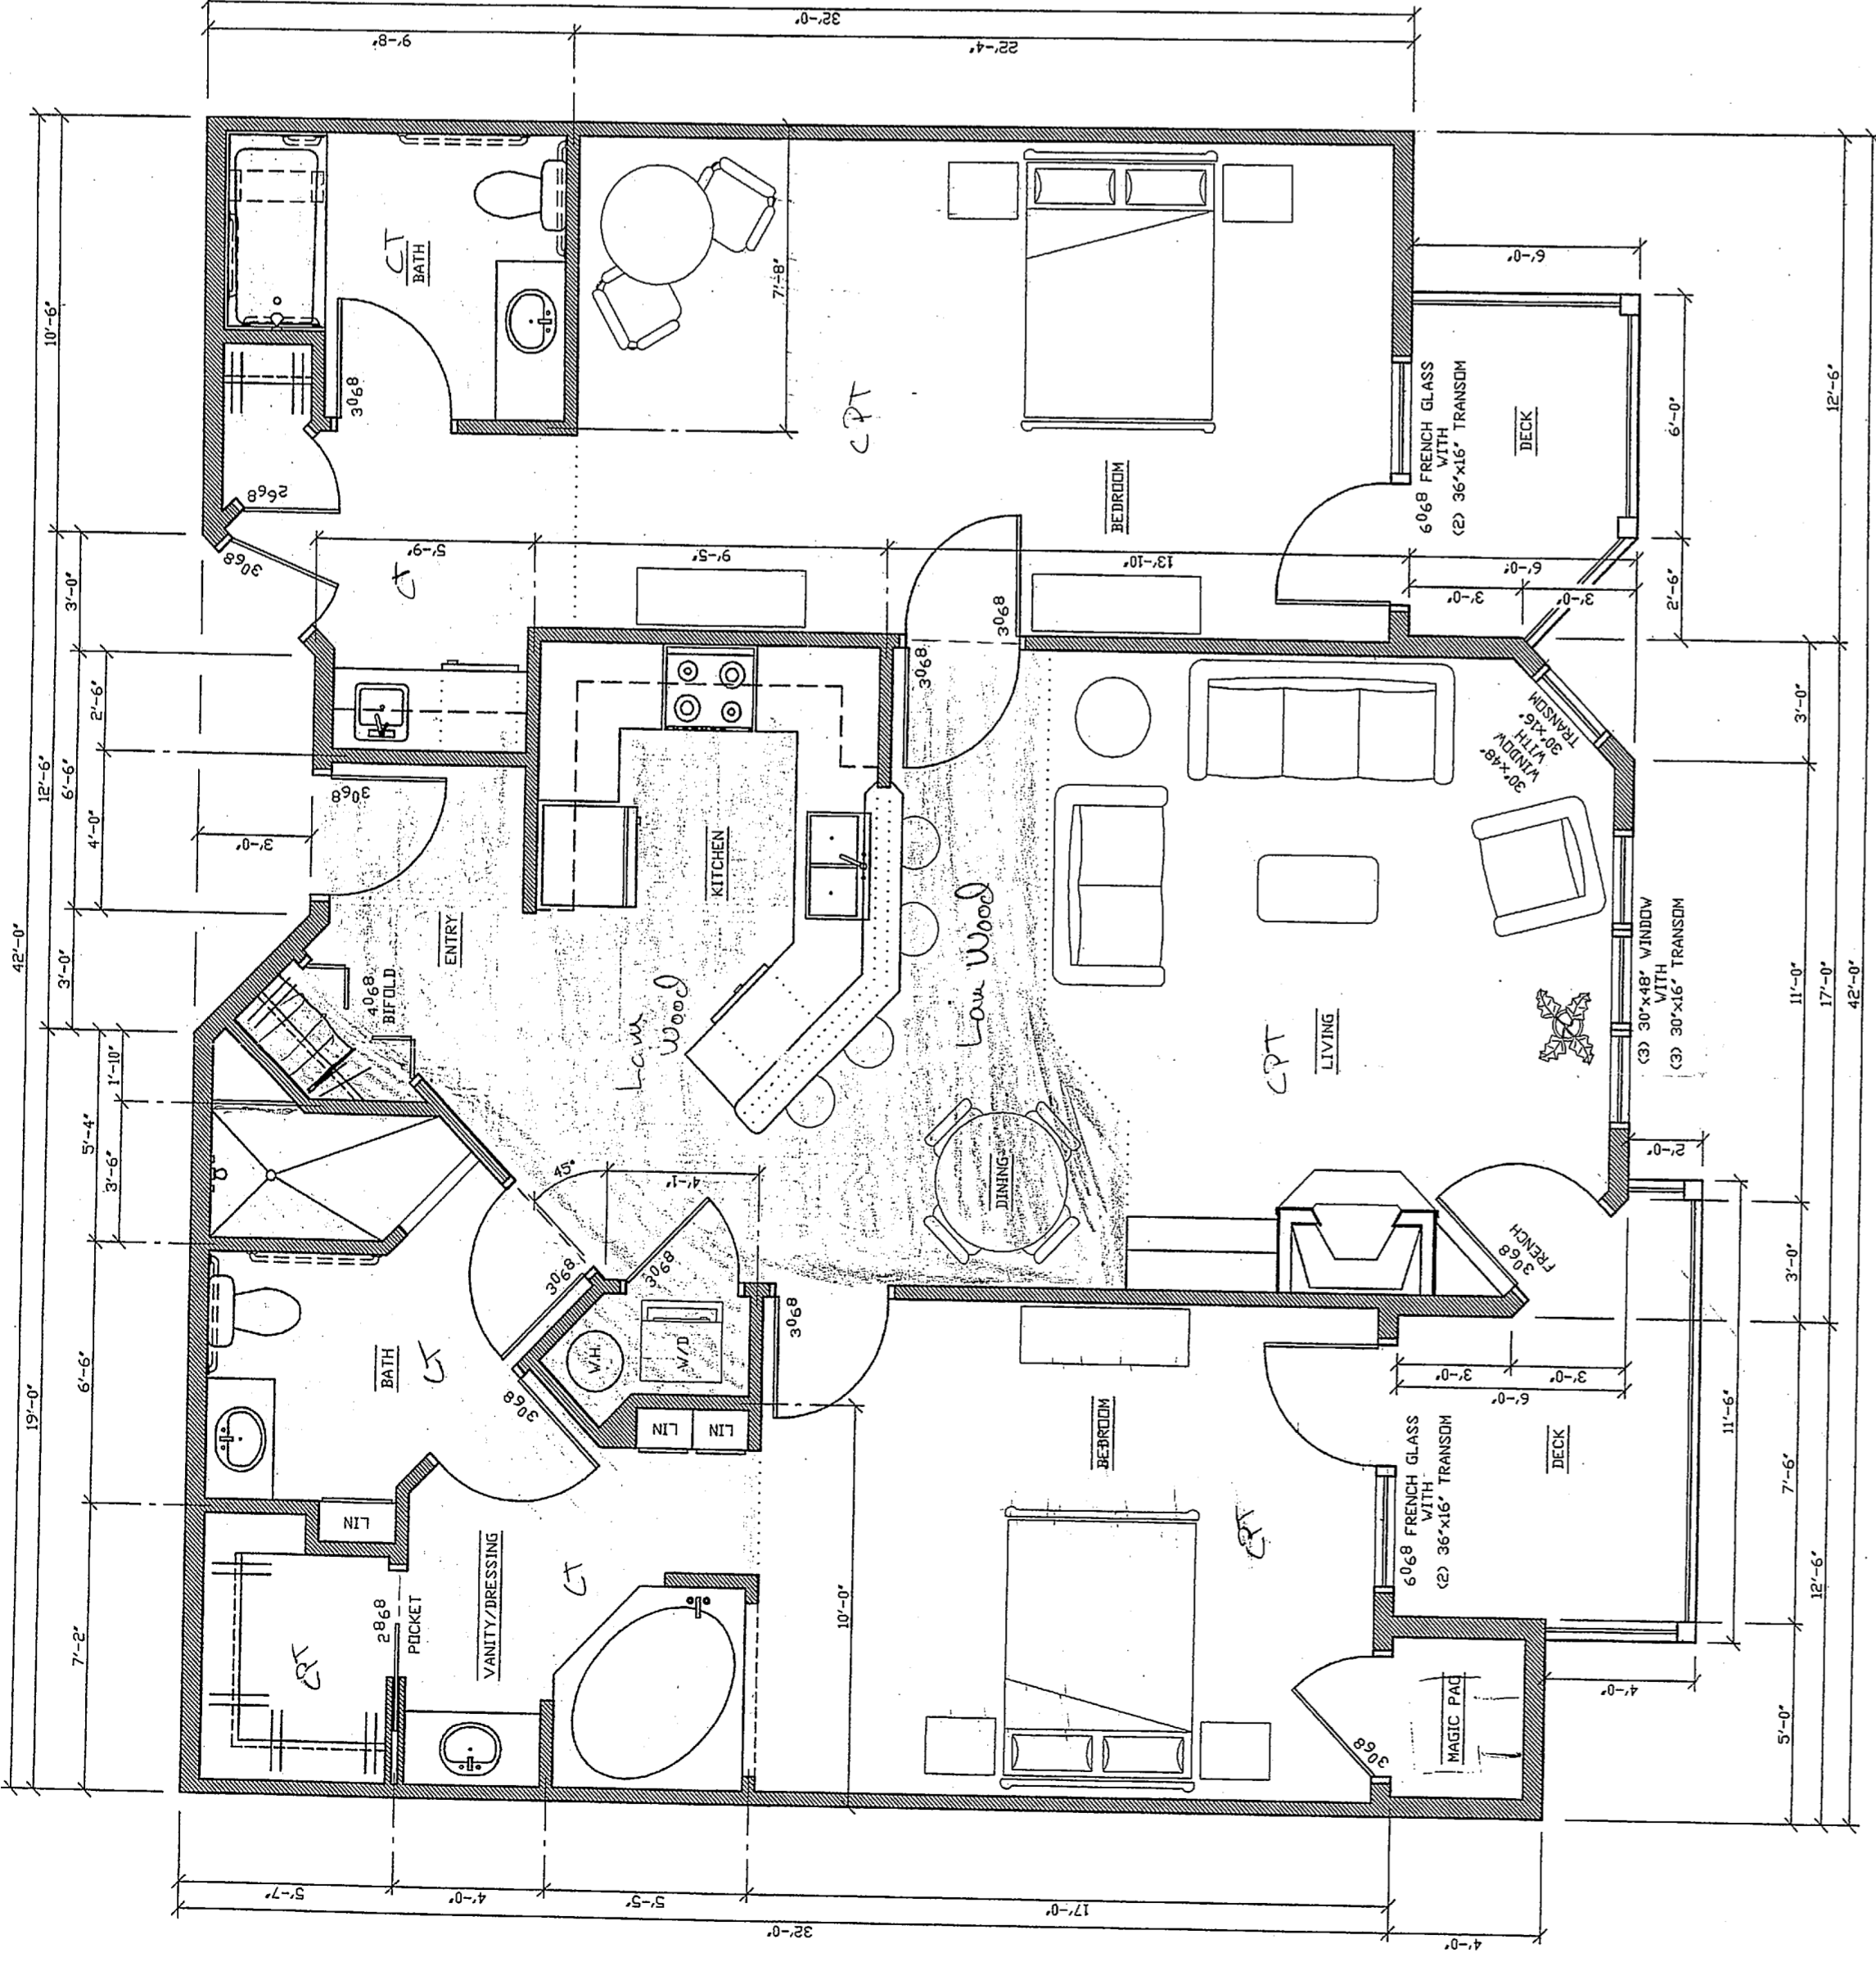 32'-0"
9'-8"
22'-4"
42'-0"
10'-6"
12'-6"
3'-0"
6'-6"
3'-0"
2'-6"
4'-0"
3'-0"
19'-0"
5'-4"
1'-10"
3'-6"
6'-6"
7'-2"
CT
BATH
3068
2668
3068
CT
5'-9"
9'-5"
13'-10"
7'-8"
CPT
BEDROOM
3068
3068
6068 FRENCH GLASS
WITH
(2) 36"x16" TRANSOM
DECK
6'-0"
6'-0"
2'-6"
12'-6"
6'-0"
3'-0"
3'-0"
3068
ENTRY
4068
BIFOLD
KITCHEN
Lam
Wood
Lam Wood
DINING
CPT
LIVING
30"x48"
WINDOW
WITH
30"x16"
TRANSOM
(3) 30"x48" WINDOW
WITH
(3) 30"x16" TRANSOM
3'-0"
11'-0"
17'-0"
42'-0"
2'-0"
3'-0"
45°
4'-1"
3068
3068
3068
3068
W.H.
W/D
LIN
LIN
BATH
CT
LIN
CPT
2868
POCKET
VANITY/DRESSING
CT
10'-0"
BEDROOM
CPT
3068
FRENCH
3'-0"
3'-0"
6'-0"
6068 FRENCH GLASS
WITH
(2) 36"x16" TRANSOM
DECK
11'-6"
7'-6"
12'-6"
5'-0"
4'-0"
3068
MAGIC PAC
5'-7"
4'-0"
5'-5"
17'-0"
32'-0"
4'-0"